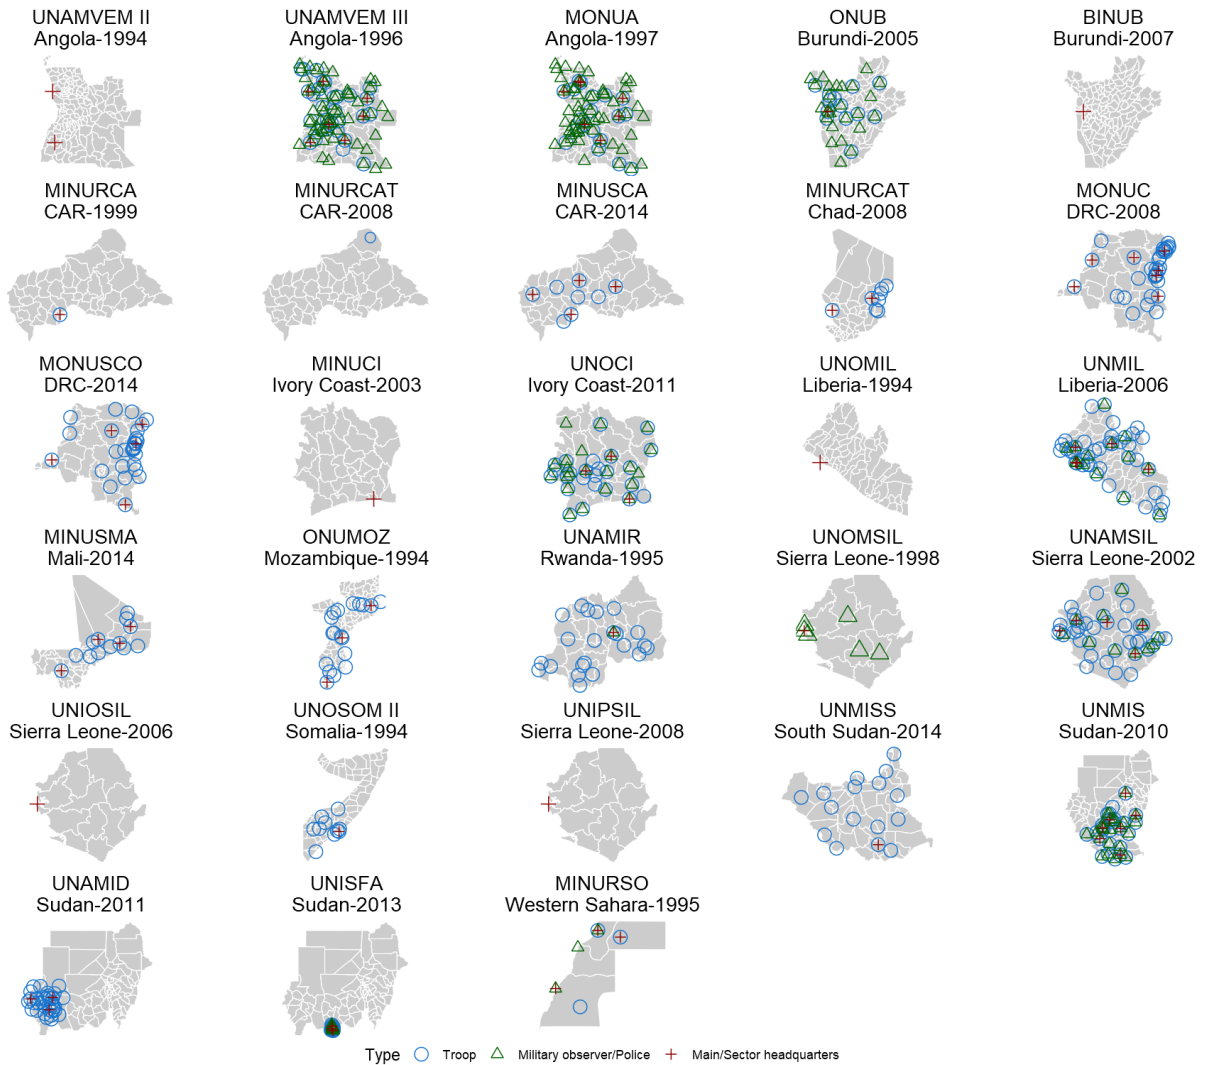 UNAMVEM II
Angola-1994
UNAMVEM III
Angola-1996
MONUA
Angola-1997
ONUB
Burundi-2005
BINUB
Burundi-2007
MINURCA
CAR-1999
MINURCAT
CAR-2008
MINUSCA
CAR-2014
MINURCAT
Chad-2008
MONUC
DRC-2008
MONUSCO
DRC-2014
MINUCI
Ivory Coast-2003
UNOCI
Ivory Coast-2011
UNOMIL
Liberia-1994
UNMIL
Liberia-2006
MINUSMA
Mali-2014
ONUMOZ
Mozambique-1994
UNAMIR
Rwanda-1995
UNOMSIL
Sierra Leone-1998
UNAMSIL
Sierra Leone-2002
UNIOSIL
Sierra Leone-2006
UNOSOM II
Somalia-1994
UNIPSIL
Sierra Leone-2008
UNMISS
South Sudan-2014
UNMIS
Sudan-2010
UNAMID
Sudan-2011
UNISFA
Sudan-2013
MINURSO
Western Sahara-1995
Type Troop Military observer/Police Main/Sector headquarters